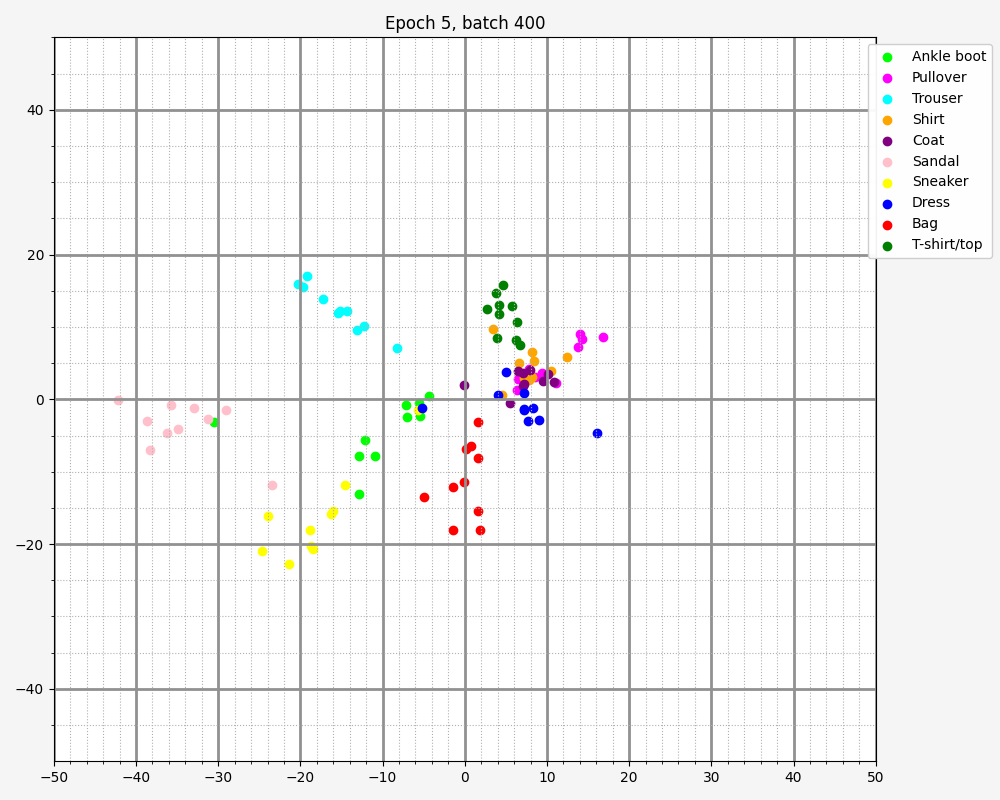 Epoch 5, batch 400
Ankle boot
Pullover
Trouser
Shirt
Coat
Sandal
Sneaker
Dress
Bag
T-shirt/top
40
20
0
−20
−40
−50
−40
−30
−20
−10
0
10
20
30
40
50